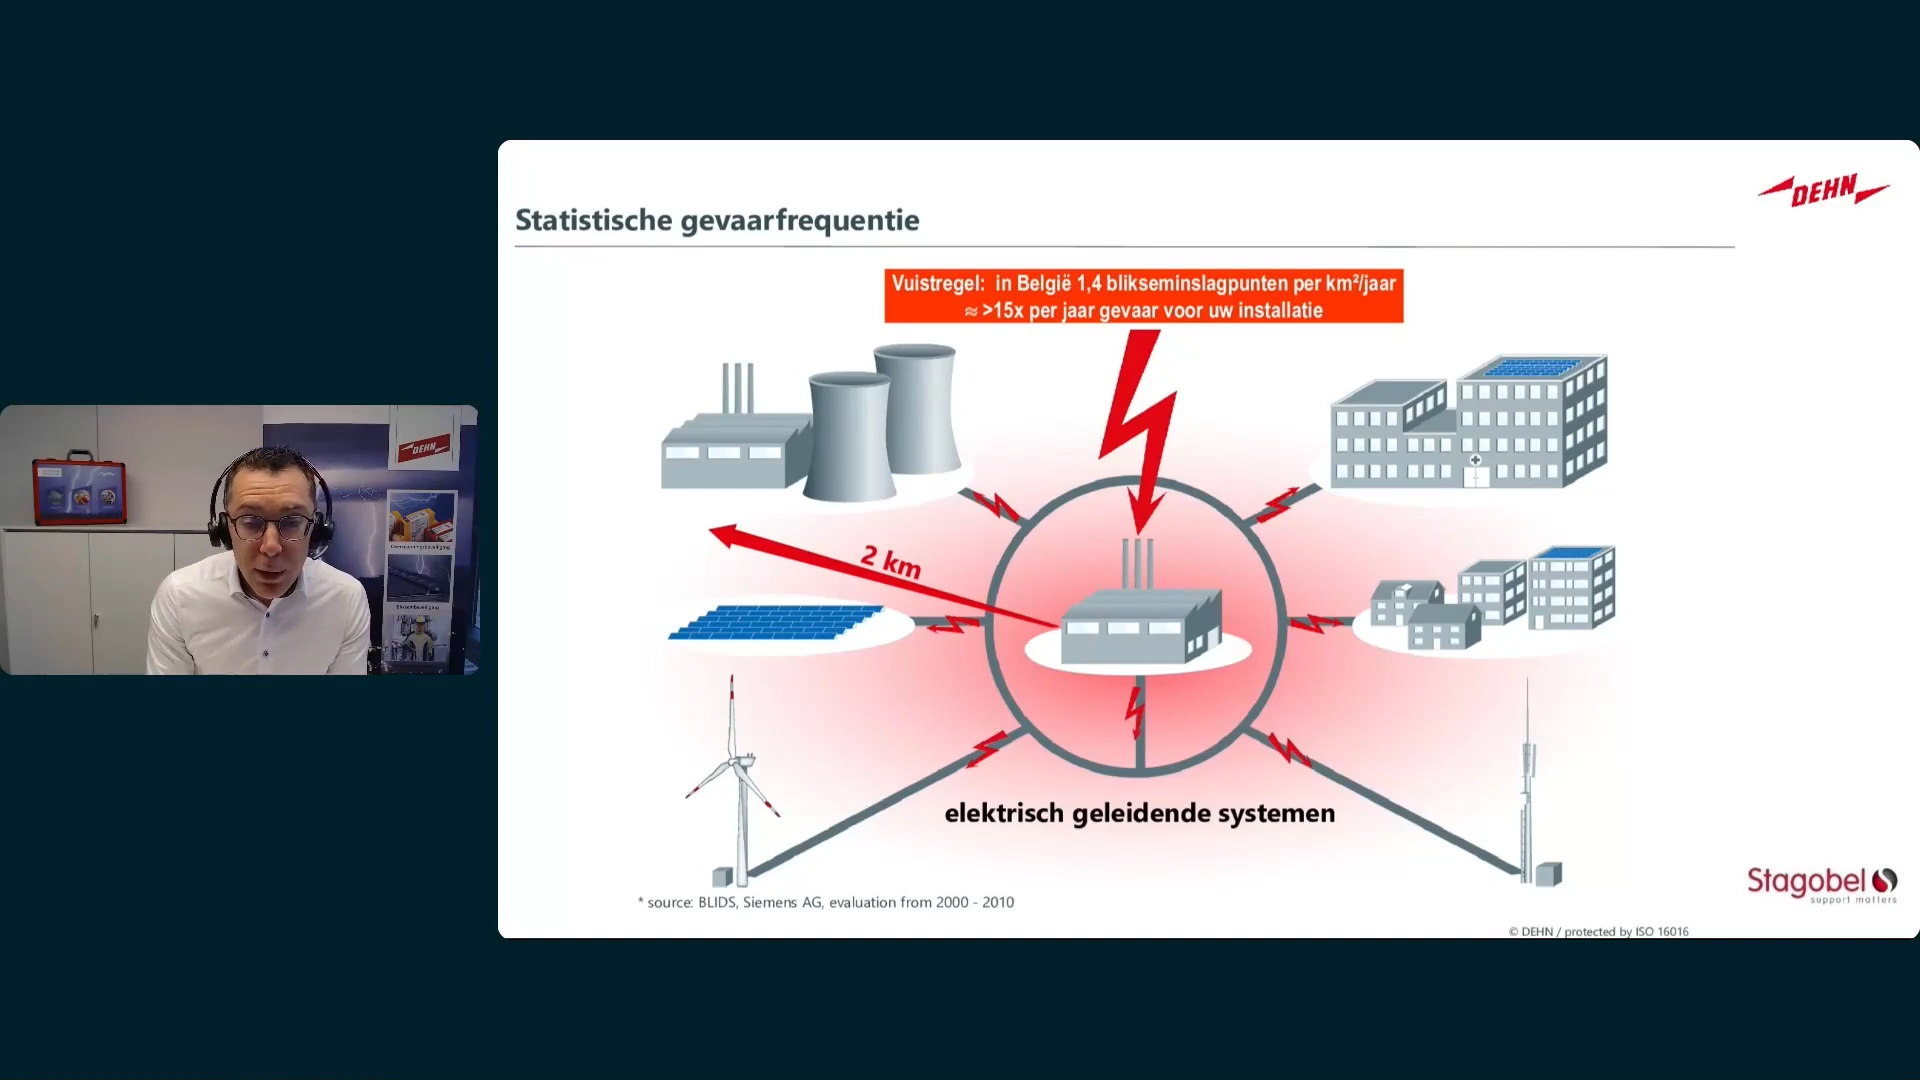 DEHN
Statistische gevaarfrequentie
Vuistregel: in België 1,4 blikseminslagpunten per km²/jaar
≈ >15x per jaar gevaar voor uw installatie
2 km
elektrisch geleidende systemen
* source: BLIDS, Siemens AG, evaluation from 2000 - 2010
Stagobel
support matters
© DEHN / protected by ISO 16016
DEHN
Overspanningsbeveiliging
Bliksembeveiliging